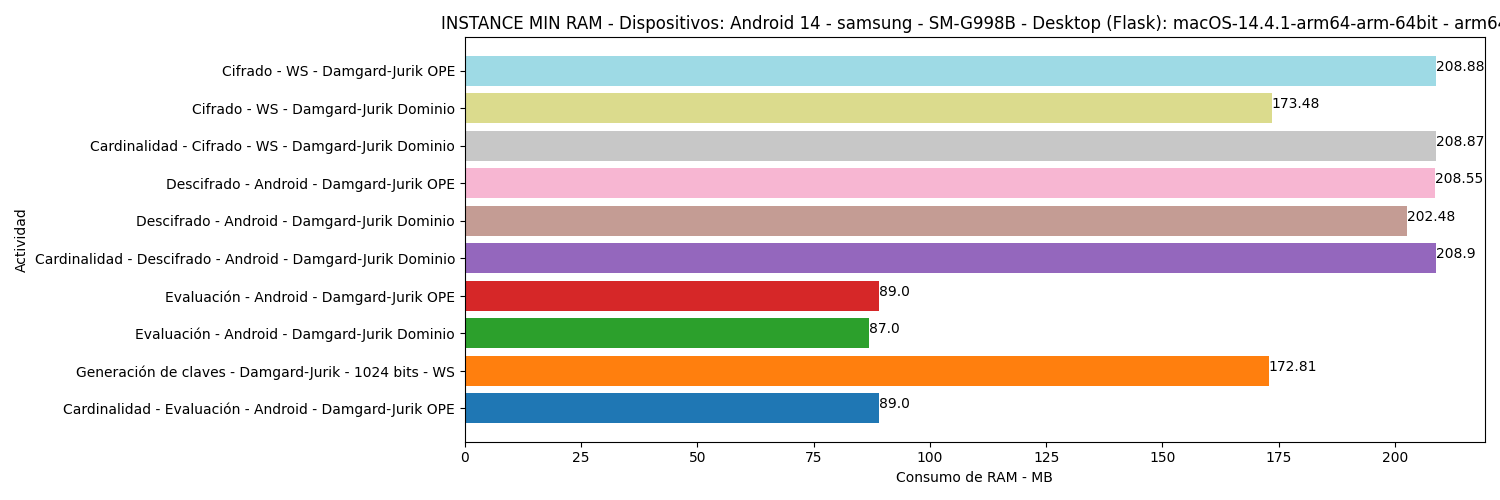 INSTANCE MIN RAM - Dispositivos: Android 14 - samsung - SM-G998B - Desktop (Flask): macOS-14.4.1-arm64-arm-64bit - arm64
Cifrado - WS - Damgard-Jurik OPE 208.88
Cifrado - WS - Damgard-Jurik Dominio 173.48
Cardinalidad - Cifrado - WS - Damgard-Jurik Dominio 208.87
Descifrado - Android - Damgard-Jurik OPE 208.55
Descifrado - Android - Damgard-Jurik Dominio 202.48
Cardinalidad - Descifrado - Android - Damgard-Jurik Dominio 208.9
Evaluación - Android - Damgard-Jurik OPE 89.0
Evaluación - Android - Damgard-Jurik Dominio 87.0
Generación de claves - Damgard-Jurik - 1024 bits - WS 172.81
Cardinalidad - Evaluación - Android - Damgard-Jurik OPE 89.0
Actividad
0 25 50 75 100 125 150 175 200
Consumo de RAM - MB